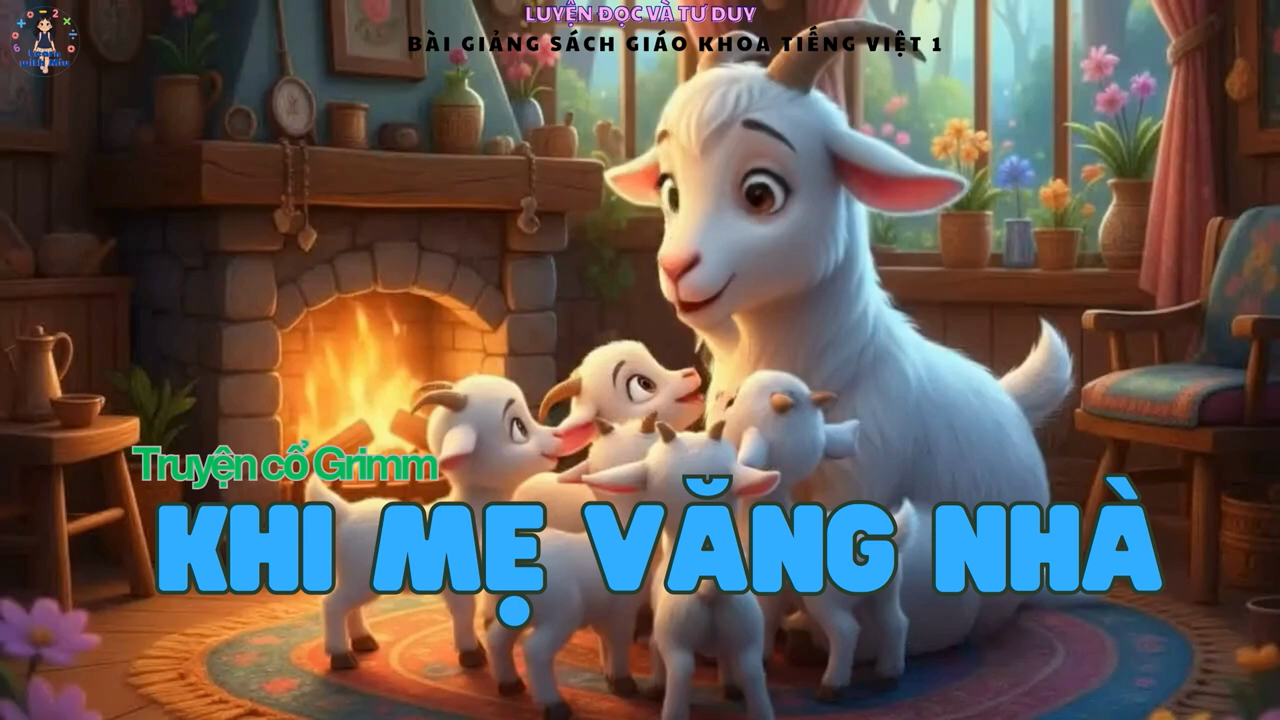 LUYỆN ĐỌC VÀ TƯ DUY
BÀI GIẢNG SÁCH GIÁO KHOA TIẾNG VIỆT 1
Truyện cổ Grimm
KHI MẸ VĂNG NHÀ